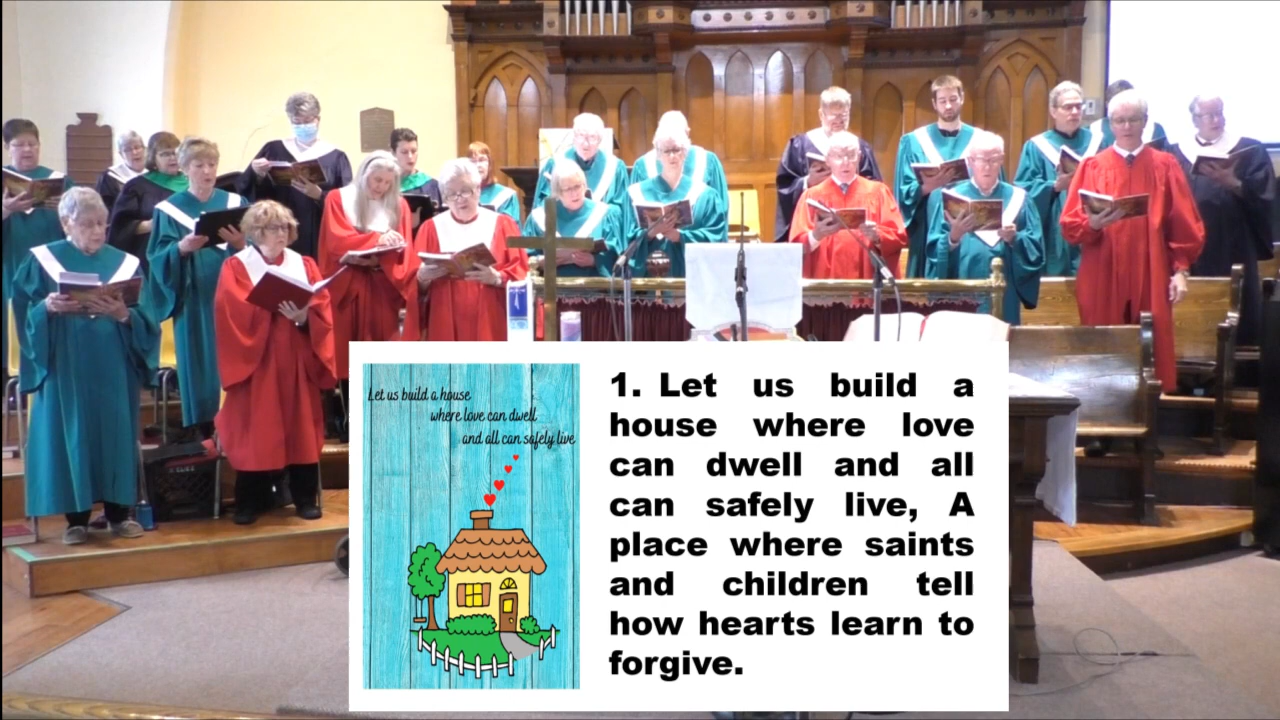 Let us build a house
where love can dwell
and all can safely live
1. Let us build a
house where love
can dwell and all
can safely live, A
place where saints
and children tell
how hearts learn to
forgive.